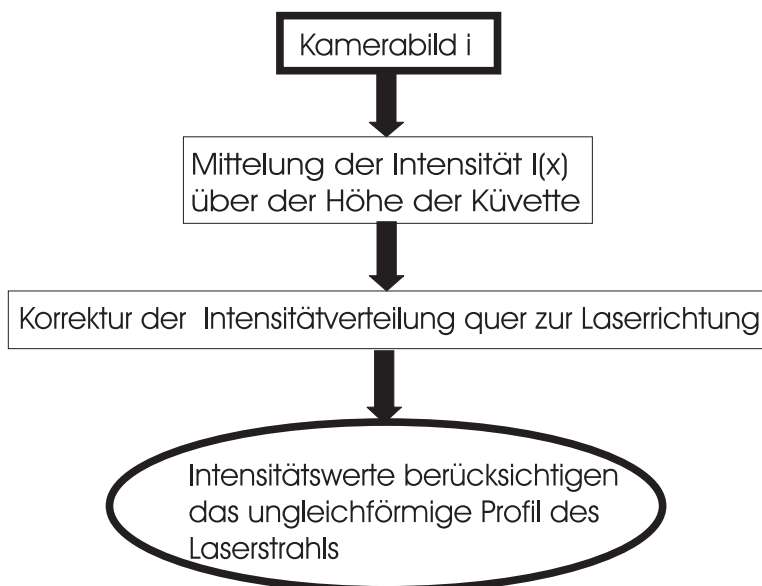 Kamerabild i
Mittelung der Intensität I(x)
über der Höhe der Küvette
Korrektur der Intensitätverteilung quer zur Laserrichtung
Intensitätswerte berücksichtigen
das ungleichförmige Profil des
Laserstrahls